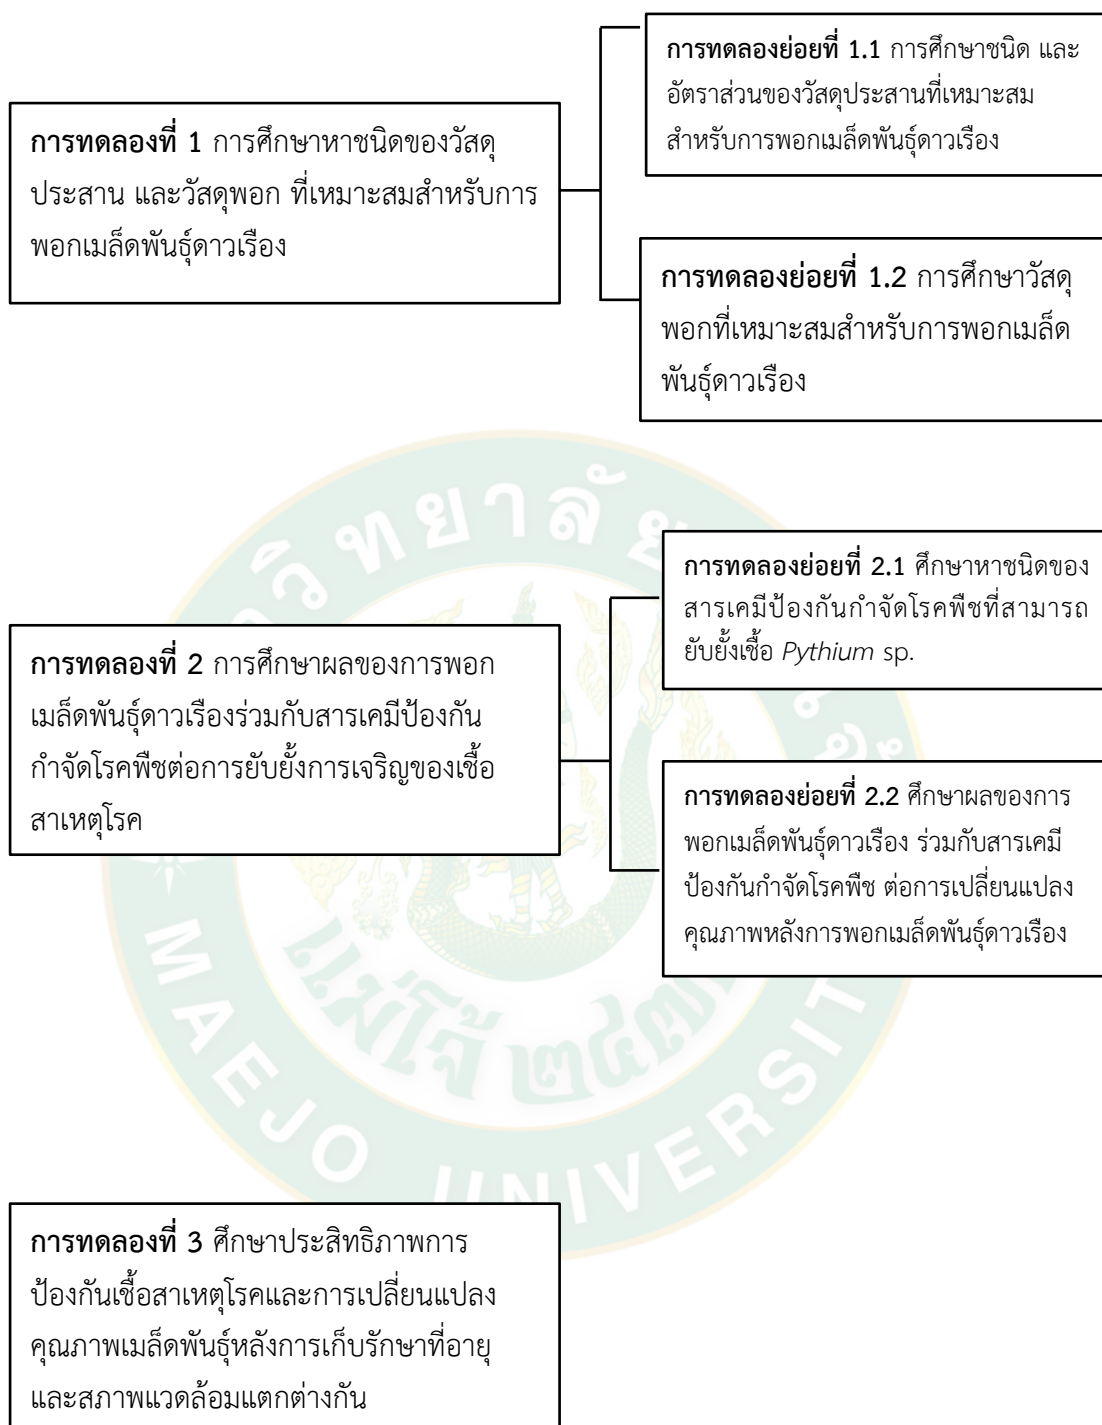 การทดลองย่อยที่ 1.1 การศึกษาชนิด และ
อัตราส่วนของวัสดุประสานที่เหมาะสม
สำหรับการพอกเมล็ดพันธุ์ดาวเรือง
การทดลองที่ 1 การศึกษาหาชนิดของวัสดุ
ประสาน และวัสดุพอก ที่เหมาะสมสำหรับการ
พอกเมล็ดพันธุ์ดาวเรือง
การทดลองย่อยที่ 1.2 การศึกษาวัสดุ
พอกที่เหมาะสมสำหรับการพอกเมล็ด
พันธุ์ดาวเรือง
การทดลองย่อยที่ 2.1 ศึกษาหาชนิดของ
สารเคมีป้องกันกำจัดโรคพืชที่สามารถ
ยับยั้งเชื้อ Pythium sp.
การทดลองที่ 2 การศึกษาผลของการพอก
เมล็ดพันธุ์ดาวเรืองร่วมกับสารเคมีป้องกัน
กำจัดโรคพืชต่อการยับยั้งการเจริญของเชื้อ
สาเหตุโรค
การทดลองย่อยที่ 2.2 ศึกษาผลของการ
พอกเมล็ดพันธุ์ดาวเรือง ร่วมกับสารเคมี
ป้องกันกำจัดโรคพืช ต่อการเปลี่ยนแปลง
คุณภาพหลังการพอกเมล็ดพันธุ์ดาวเรือง
แม่โจ้ ๒๔๗๗
MAEJO UNIVERSIT
การทดลองที่ 3 ศึกษาประสิทธิภาพการ
ป้องกันเชื้อสาเหตุโรคและการเปลี่ยนแปลง
คุณภาพเมล็ดพันธุ์หลังการเก็บรักษาที่อายุ
และสภาพแวดล้อมแตกต่างกัน